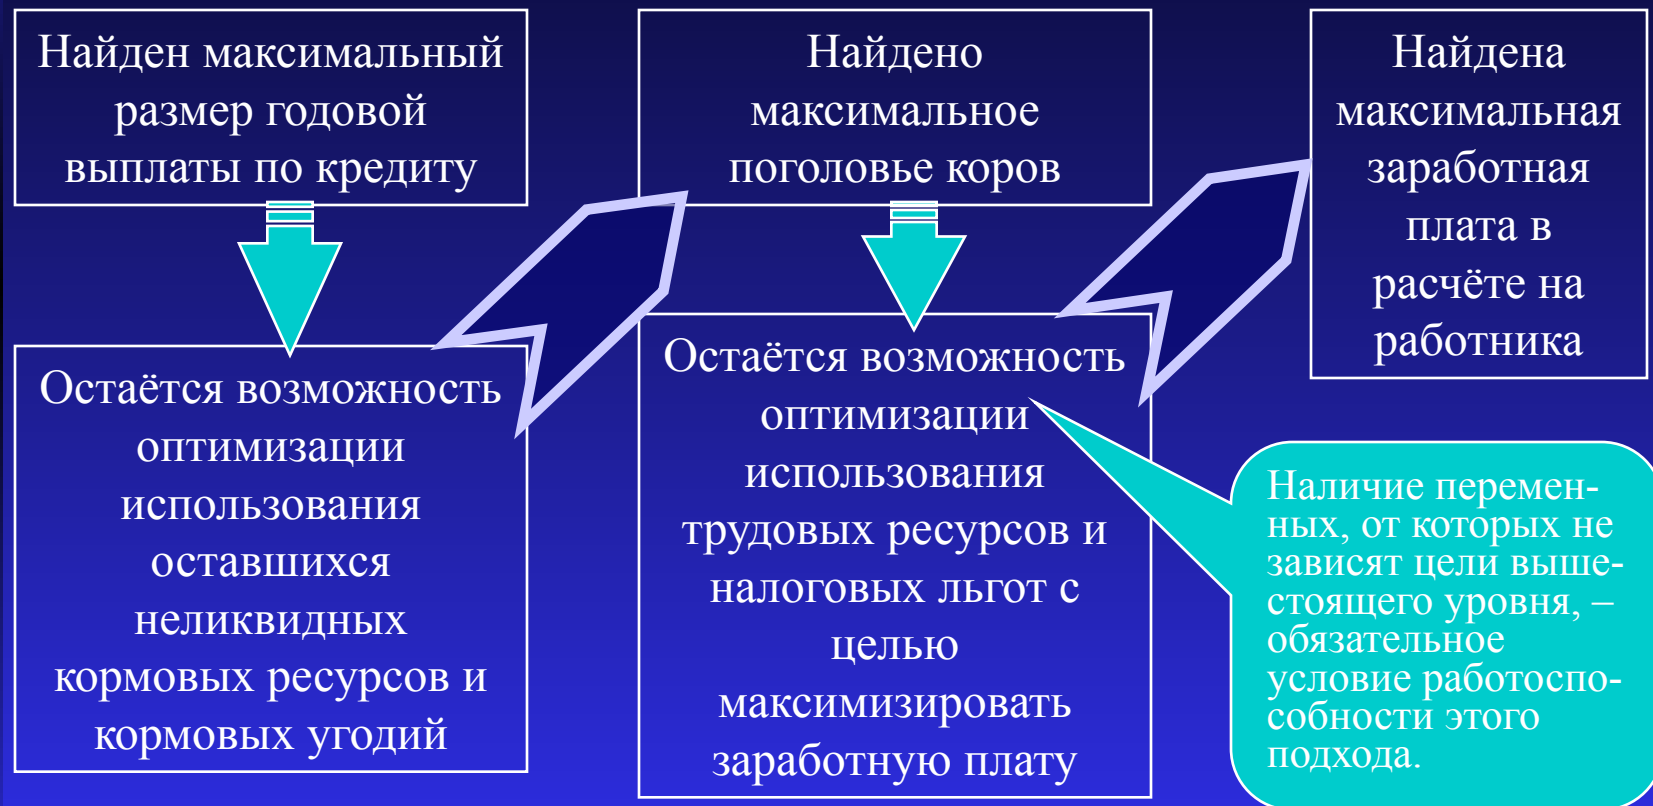 Найден максимальный
размер годовой
выплаты по кредиту
Остаётся возможность
оптимизации
использования
оставшихся
неликвидных
кормовых ресурсов и
кормовых угодий
Найдено
максимальное
поголовье коров
Остаётся возможность
оптимизации
использования
трудовых ресурсов и
налоговых льгот с
целью
максимизировать
заработную плату
Найдена
максимальная
заработная
плата в
расчёте на
работника
Наличие перемен-
ных, от которых не
зависят цели выше-
стоящего уровня, –
обязательное
условие работоспо-
собности этого
подхода.